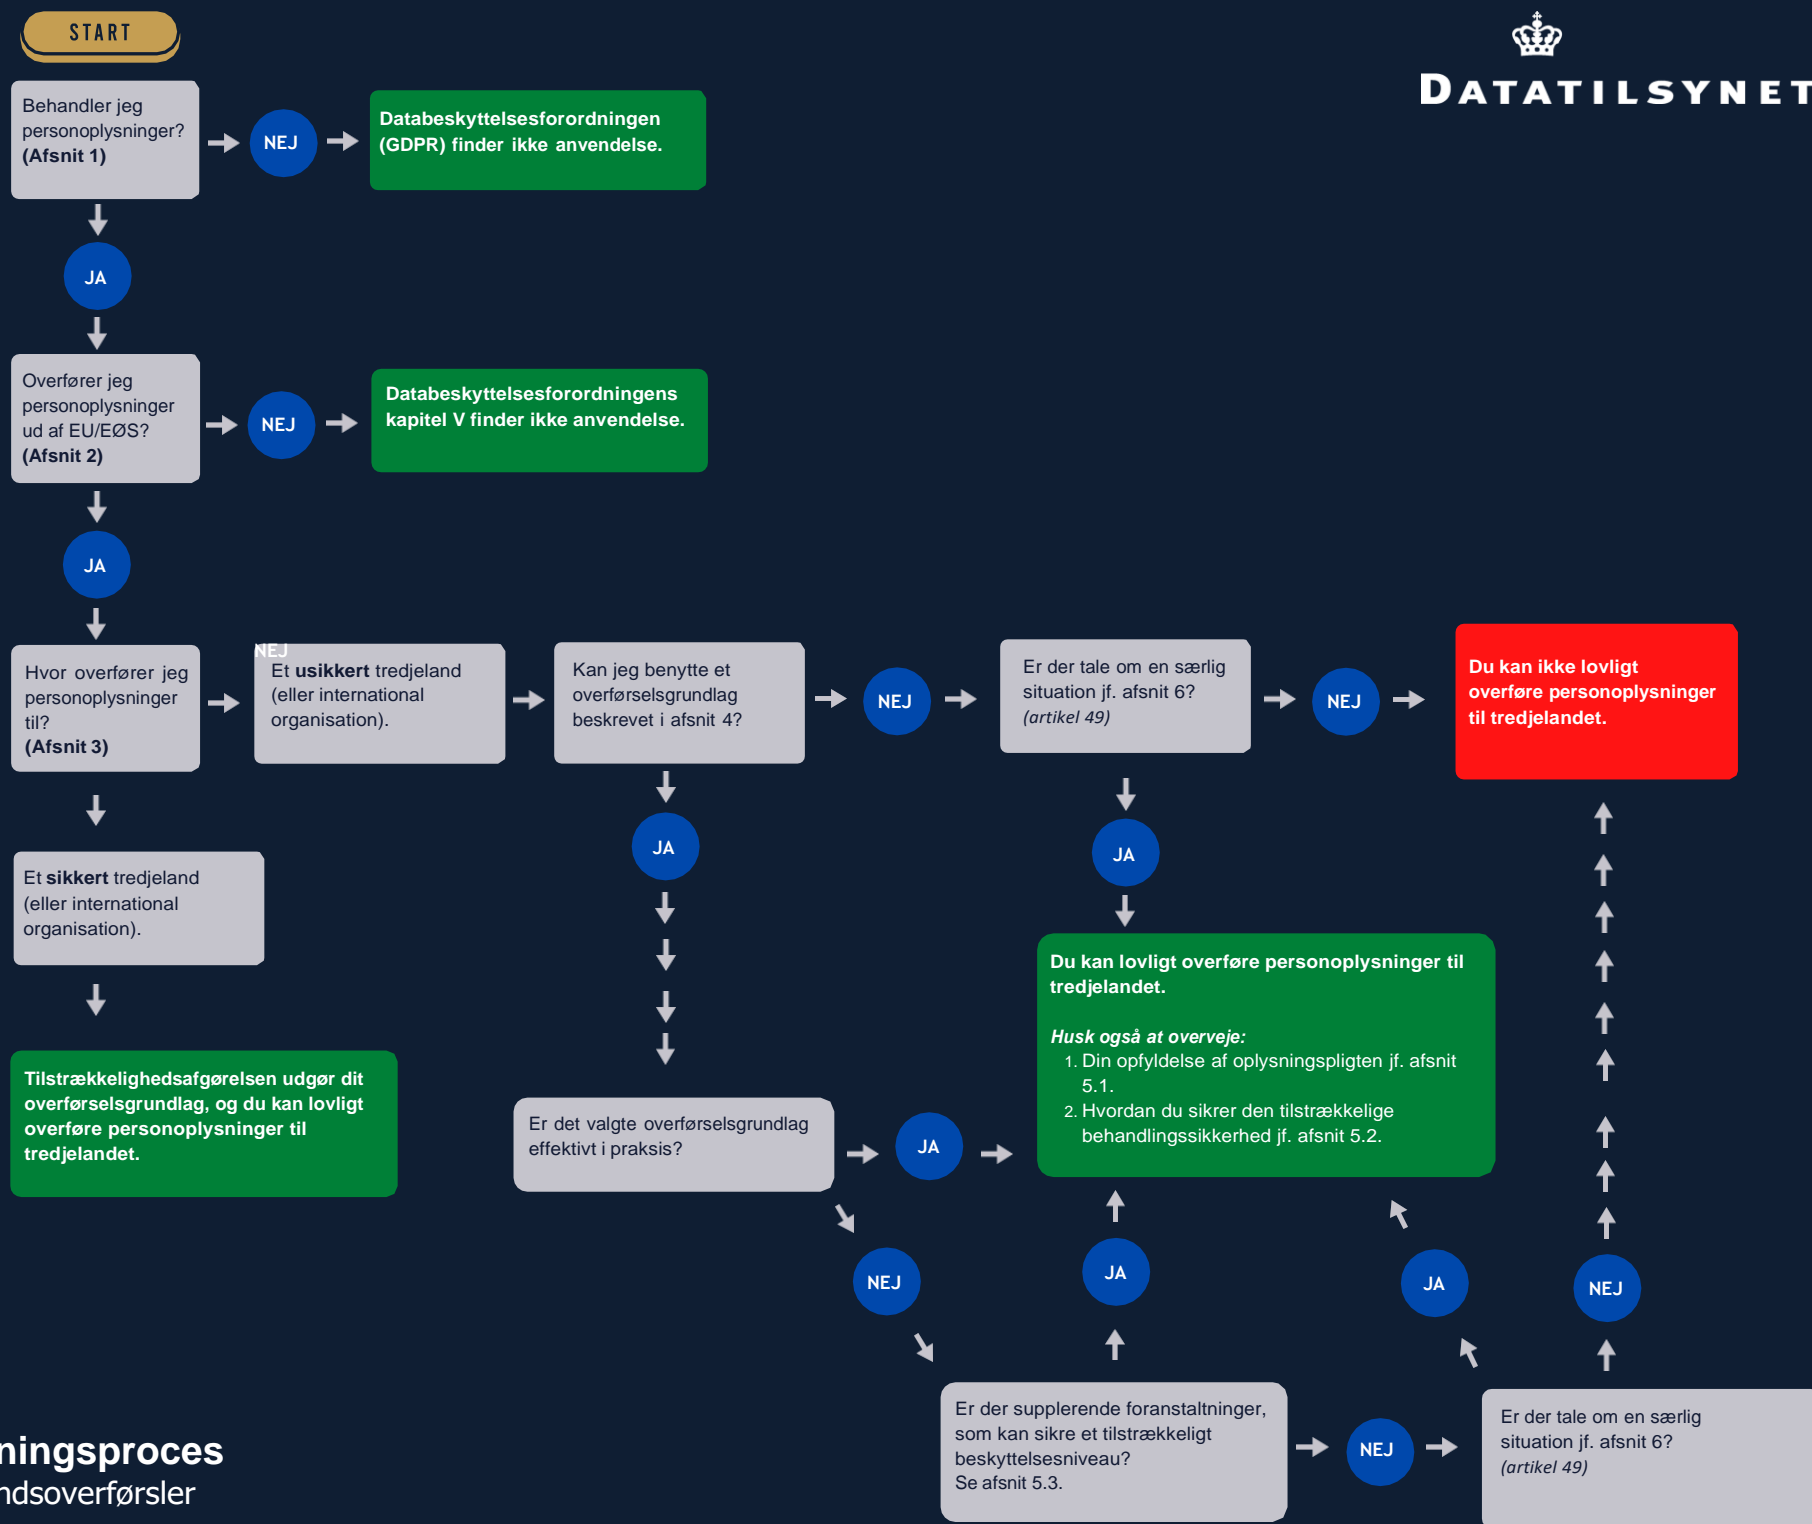 START
DATATILSYNET
Behandler jeg
personoplysninger?
(Afsnit 1)
NEJ
Databeskyttelsesforordningen
(GDPR) finder ikke anvendelse.
JA
Overfører jeg
personoplysninger
ud af EU/EØS?
(Afsnit 2)
NEJ
Databeskyttelsesforordningens
kapitel V finder ikke anvendelse.
JA
Hvor overfører jeg
personoplysninger
til?
(Afsnit 3)
NEJ
Et usikkert tredjeland
(eller international
organisation).
Kan jeg benytte et
overførselsgrundlag
beskrevet i afsnit 4?
NEJ
Er der tale om en særlig
situation jf. afsnit 6?
(artikel 49)
NEJ
Du kan ikke lovligt
overføre personoplysninger
til tredjelandet.
JA
JA
Et sikkert tredjeland
(eller international
organisation).
Du kan lovligt overføre personoplysninger til
tredjelandet.
Husk også at overveje:
1. Din opfyldelse af oplysningspligten jf. afsnit
5.1.
2. Hvordan du sikrer den tilstrækkelige
behandlingssikkerhed jf. afsnit 5.2.
Tilstrækkelighedsafgørelsen udgør dit
overførselsgrundlag, og du kan lovligt
overføre personoplysninger til
tredjelandet.
Er det valgte overførselsgrundlag
effektivt i praksis?
JA
NEJ
JA
JA
NEJ
Er der supplerende foranstaltninger,
som kan sikre et tilstrækkeligt
beskyttelsesniveau?
Se afsnit 5.3.
NEJ
Er der tale om en særlig
situation jf. afsnit 6?
(artikel 49)
ningsproces
ndsoverførsler